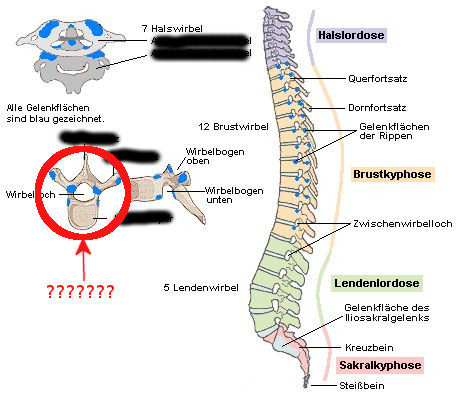 7 Halswirbel
Halslordose
Querfortsatz
Alle Gelenkflächen
sind blau gezeichnet.
Dornfortsatz
12 Brustwirbel
Gelenkflächen
der Rippen
Wirbelbogen
oben
Brustkyphose
Wirbelloch
Wirbelbogen
unten
Zwischenwirbelloch
???????
5 Lendenwirbel
Lendenlordose
Gelenkfläche des
Iliosakralgelenks
Kreuzbein
Sakralkyphose
Steißbein